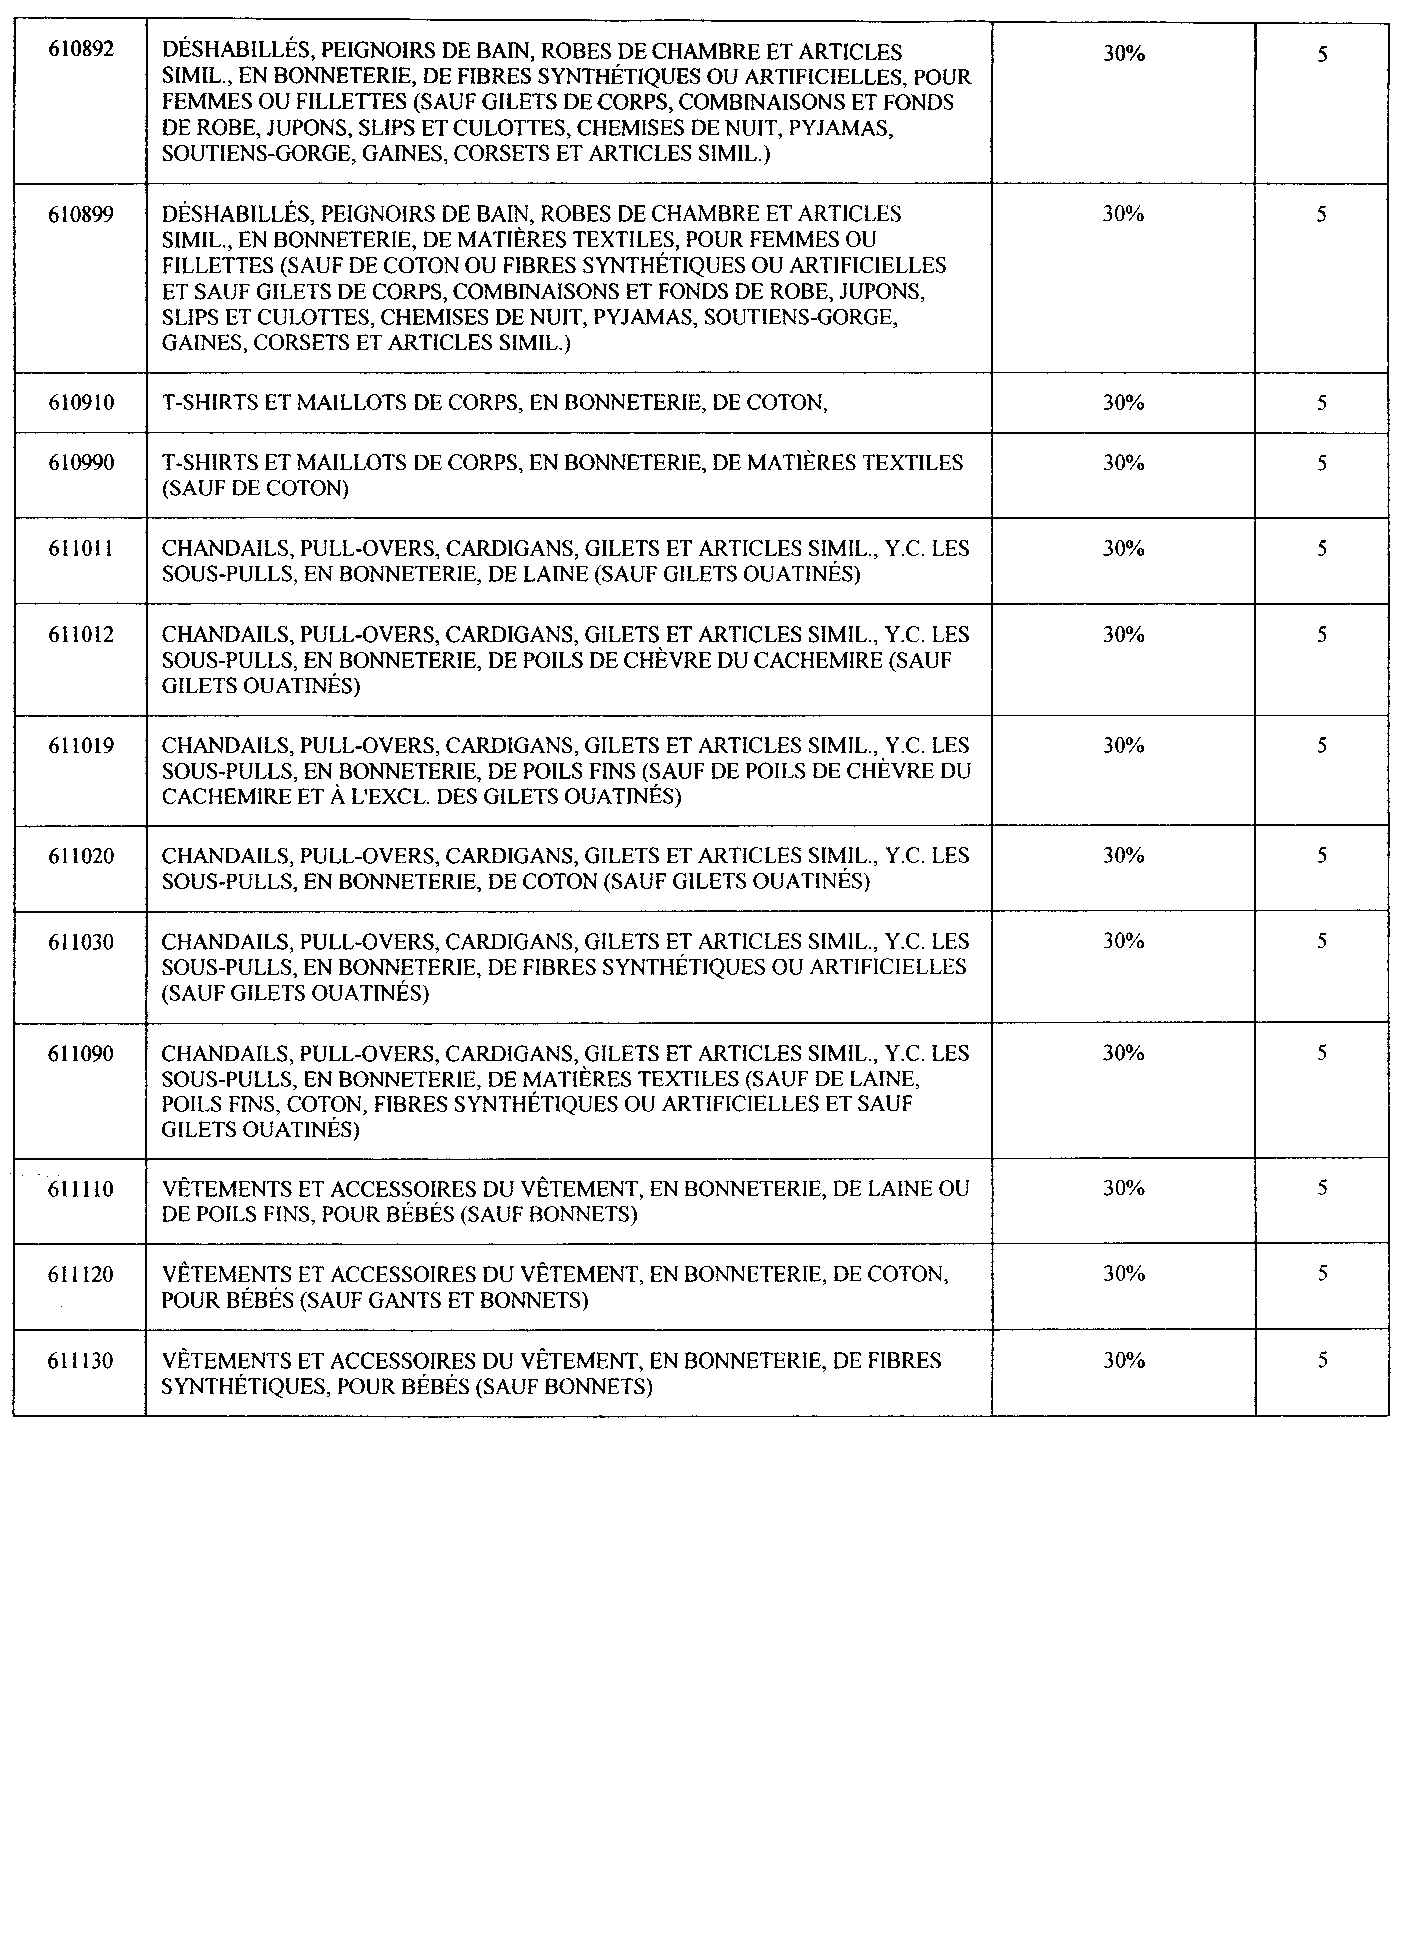 610892 DÉSHABILLÉS, PEIGNOIRS DE BAIN, ROBES DE CHAMBRE ET ARTICLES 30% 5
SIMIL., EN BONNETERIE, DE FIBRES SYNTHÉTIQUES OU ARTIFICIELLES, POUR
FEMMES OU FILLETTES (SAUF GILETS DE CORPS, COMBINAISONS ET FONDS
DE ROBE, JUPONS, SLIPS ET CULOTTES, CHEMISES DE NUIT, PYJAMAS,
SOUTIENS-GORGE, GAINES, CORSETS ET ARTICLES SIMIL.)
610899 DÉSHABILLÉS, PEIGNOIRS DE BAIN, ROBES DE CHAMBRE ET ARTICLES 30% 5
SIMIL., EN BONNETERIE, DE MATIÈRES TEXTILES, POUR FEMMES OU
FILLETTES (SAUF DE COTON OU FIBRES SYNTHÉTIQUES OU ARTIFICIELLES
ET SAUF GILETS DE CORPS, COMBINAISONS ET FONDS DE ROBE, JUPONS,
SLIPS ET CULOTTES, CHEMISES DE NUIT, PYJAMAS, SOUTIENS-GORGE,
GAINES, CORSETS ET ARTICLES SIMIL.)
610910 T-SHIRTS ET MAILLOTS DE CORPS, EN BONNETERIE, DE COTON, 30% 5
610990 T-SHIRTS ET MAILLOTS DE CORPS, EN BONNETERIE, DE MATIÈRES TEXTILES 30% 5
(SAUF DE COTON)
611011 CHANDAILS, PULL-OVERS, CARDIGANS, GILETS ET ARTICLES SIMIL., Y.C. LES 30% 5
SOUS-PULLS, EN BONNETERIE, DE LAINE (SAUF GILETS OUATINÉS)
611012 CHANDAILS, PULL-OVERS, CARDIGANS, GILETS ET ARTICLES SIMIL., Y.C. LES 30% 5
SOUS-PULLS, EN BONNETERIE, DE POILS DE CHÈVRE DU CACHEMIRE (SAUF
GILETS OUATINÉS)
611019 CHANDAILS, PULL-OVERS, CARDIGANS, GILETS ET ARTICLES SIMIL., Y.C. LES 30% 5
SOUS-PULLS, EN BONNETERIE, DE POILS FINS (SAUF DE POILS DE CHÈVRE DU
CACHEMIRE ET À L'EXCL. DES GILETS OUATINÉS)
611020 CHANDAILS, PULL-OVERS, CARDIGANS, GILETS ET ARTICLES SIMIL., Y.C. LES 30% 5
SOUS-PULLS, EN BONNETERIE, DE COTON (SAUF GILETS OUATINÉS)
611030 CHANDAILS, PULL-OVERS, CARDIGANS, GILETS ET ARTICLES SIMIL., Y.C. LES 30% 5
SOUS-PULLS, EN BONNETERIE, DE FIBRES SYNTHÉTIQUES OU ARTIFICIELLES
(SAUF GILETS OUATINÉS)
611090 CHANDAILS, PULL-OVERS, CARDIGANS, GILETS ET ARTICLES SIMIL., Y.C. LES 30% 5
SOUS-PULLS, EN BONNETERIE, DE MATIÈRES TEXTILES (SAUF DE LAINE,
POILS FINS, COTON, FIBRES SYNTHÉTIQUES OU ARTIFICIELLES ET SAUF
GILETS OUATINÉS)
611110 VÊTEMENTS ET ACCESSOIRES DU VÊTEMENT, EN BONNETERIE, DE LAINE OU 30% 5
DE POILS FINS, POUR BÉBÉS (SAUF BONNETS)
611120 VÊTEMENTS ET ACCESSOIRES DU VÊTEMENT, EN BONNETERIE, DE COTON, 30% 5
POUR BÉBÉS (SAUF GANTS ET BONNETS)
611130 VÊTEMENTS ET ACCESSOIRES DU VÊTEMENT, EN BONNETERIE, DE FIBRES 30% 5
SYNTHÉTIQUES, POUR BÉBÉS (SAUF BONNETS)